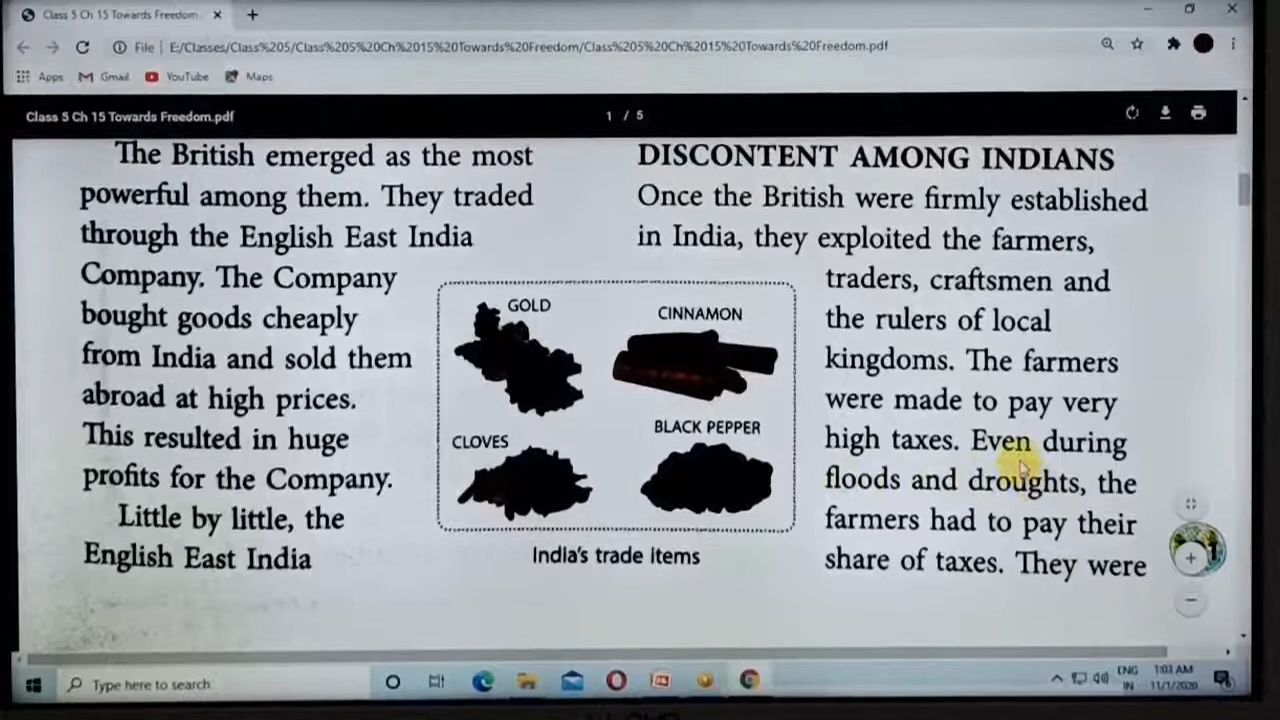 Class 5 Ch 15 Towards Freedom
File | E:/Classes/Class%205/Class%205%20Ch%2015%20Towards%20Freedom/Class%205%20Ch%2015%20Towards%20Freedom.pdf
Apps Gmail YouTube Maps
Class 5 Ch 15 Towards Freedom.pdf 1 / 5
The British emerged as the most
powerful among them. They traded
through the English East India
Company. The Company
bought goods cheaply
from India and sold them
abroad at high prices.
This resulted in huge
profits for the Company.
Little by little, the
English East India
GOLD
CINNAMON
CLOVES
BLACK PEPPER
India's trade items
DISCONTENT AMONG INDIANS
Once the British were firmly established
in India, they exploited the farmers,
traders, craftsmen and
the rulers of local
kingdoms. The farmers
were made to pay very
high taxes. Even during
floods and droughts, the
farmers had to pay their
share of taxes. They were
Type here to search
ENG
IN
1:03 AM
11/1/2020